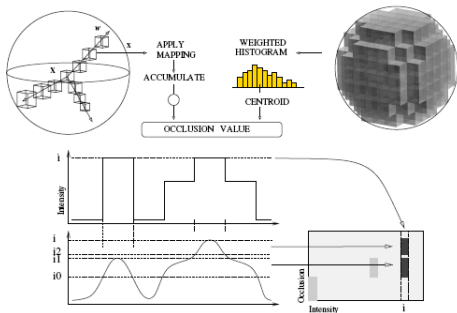 w
x
X
APPLY
MAPPING
ACCUMULATE
WEIGHTED
HISTOGRAM
CENTROID
OCCLUSION VALUE
i
Intensity
i
i2
i1
i0
Occlusion
Intensity
i